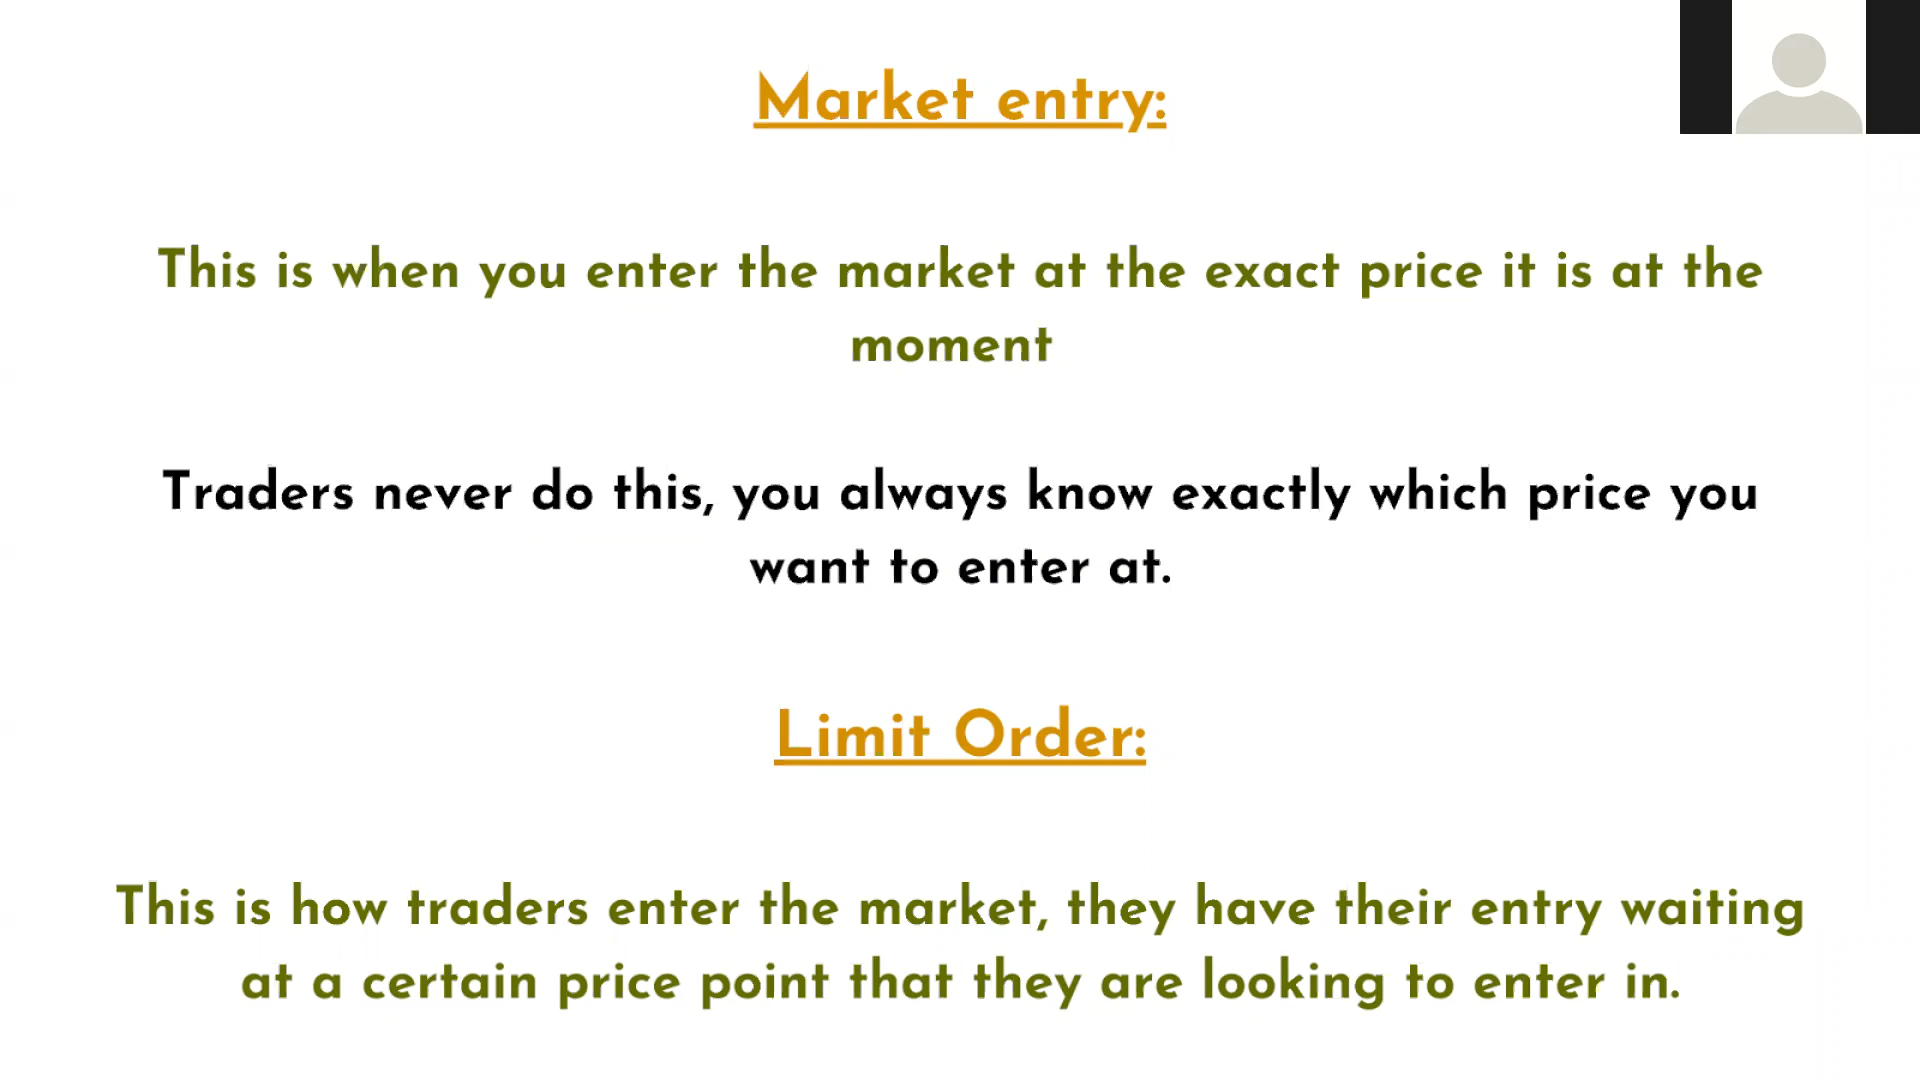 Market entry:
This is when you enter the market at the exact price it is at the
moment
Traders never do this, you always know exactly which price you
want to enter at.
Limit Order:
This is how traders enter the market, they have their entry waiting
at a certain price point that they are looking to enter in.